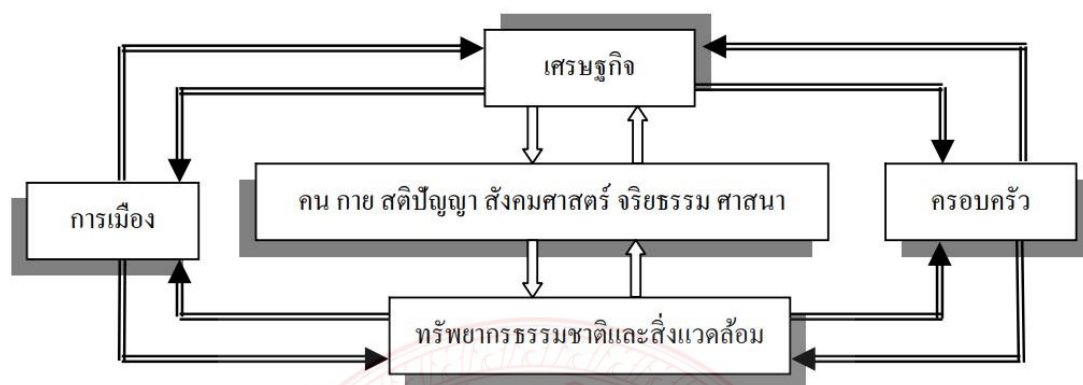 เศรษฐกิจ
การเมือง
คน กาย สติปัญญา สังคมศาสตร์ จริยธรรม ศาสนา
ครอบครัว
ทรัพยากรธรรมชาติและสิ่งแวดล้อม